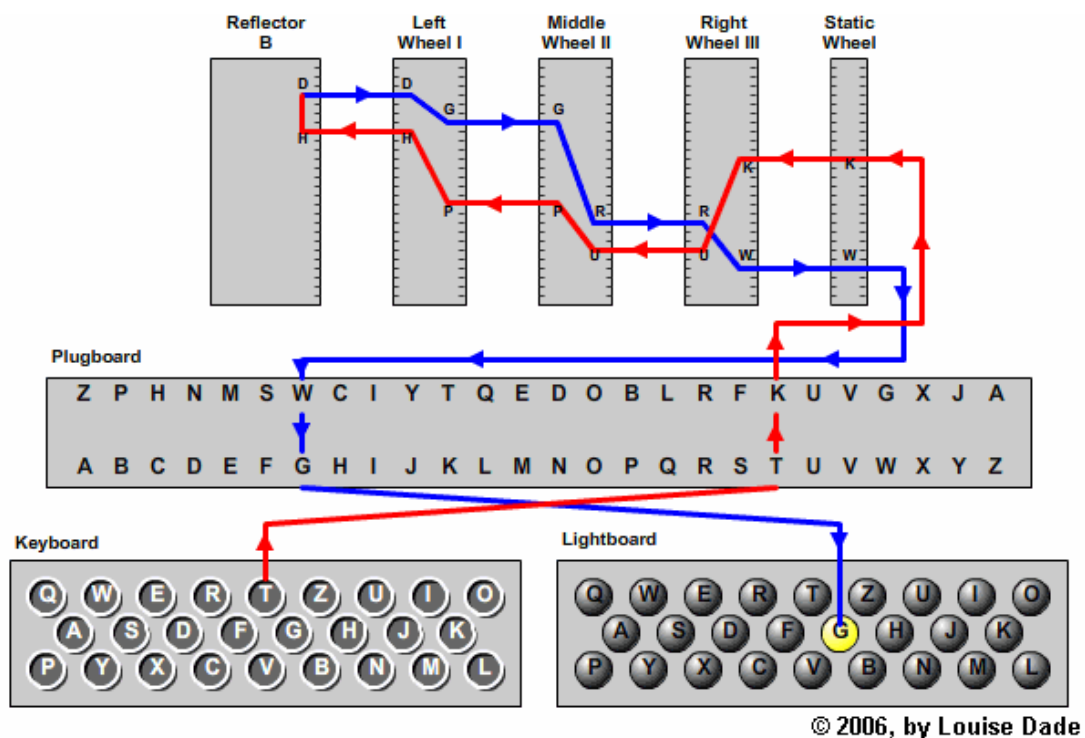 Reflector B Left Wheel I Middle Wheel II Right Wheel III Static Wheel
D D G G
H H K K
P P R R
U U W W
Plugboard
Z P H N M S W C I Y T Q E D O B L R F K U V G X J A
A B C D E F G H I J K L M N O P Q R S T U V W X Y Z
Keyboard
Q W E R T Z U I O
A S D F G H J K
P Y X C V B N M L
Lightboard
Q W E R T Z U I O
A S D F G H J K
P Y X C V B N M L
© 2006, by Louise Dade